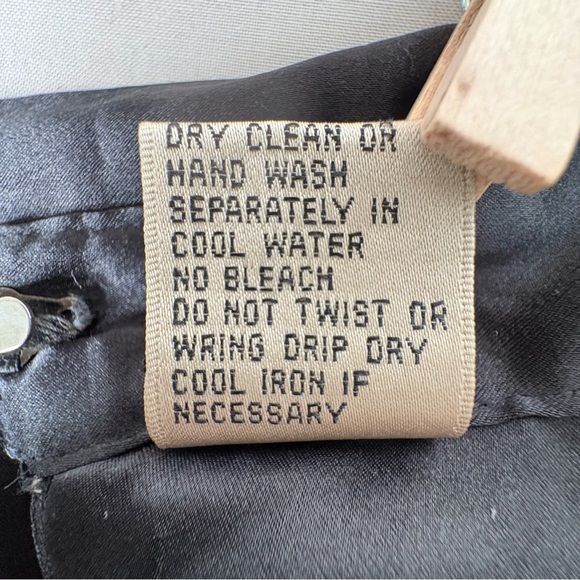 DRY CLEAN OR
HAND WASH
SEPARATELY IN
COOL WATER
NO BLEACH
DO NOT TWIST OR
WRING DRIP DRY
COOL IRON IF
NECESSARY